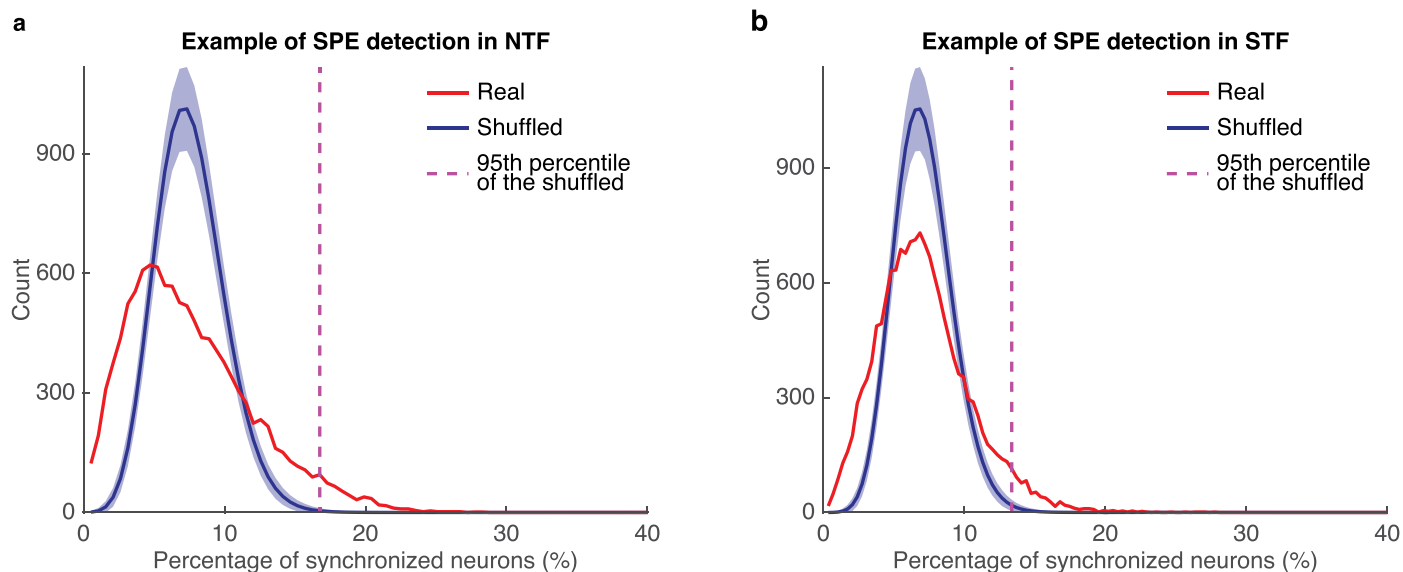 a
Example of SPE detection in NTF
Real
Shuffled
95th percentile
of the shuffled
Count
900
600
300
0
0 10 20 30 40
Percentage of synchronized neurons (%)
b
Example of SPE detection in STF
Real
Shuffled
95th percentile
of the shuffled
Count
900
600
300
0
0 10 20 30 40
Percentage of synchronized neurons (%)